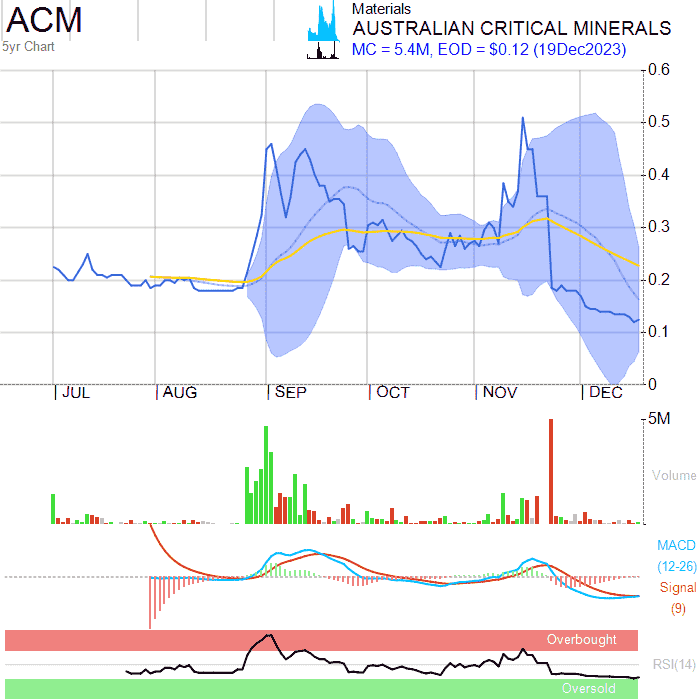 ACM
5yr Chart
Materials
AUSTRALIAN CRITICAL MINERALS
MC = 5.4M, EOD = $0.12 (19Dec2023)
0.6
0.5
0.4
0.3
0.2
0.1
0
JUL AUG SEP OCT NOV DEC
5M
Volume
MACD
(12-26)
Signal
(9)
Overbought
RSI(14)
Oversold